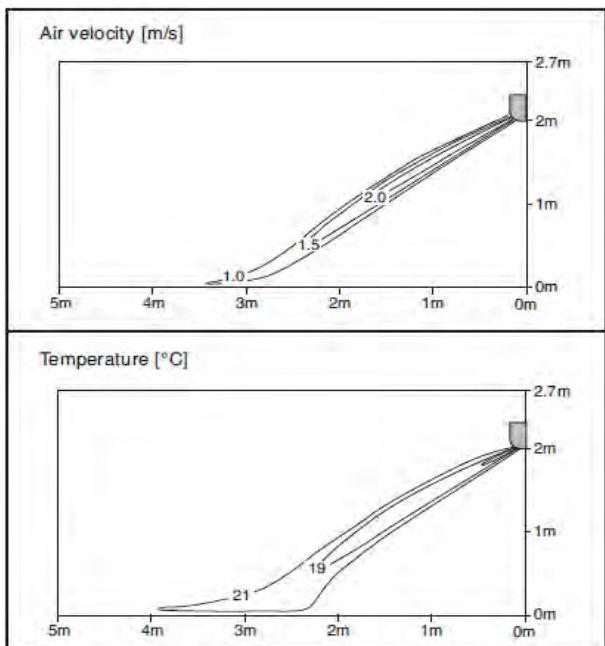 Air velocity [m/s]
2.7m
2m
2.0
1m
1.5
1.0
0m
5m 4m 3m 2m 1m 0m
Temperature [°C]
2.7m
2m
1m
19
21
0m
5m 4m 3m 2m 1m 0m